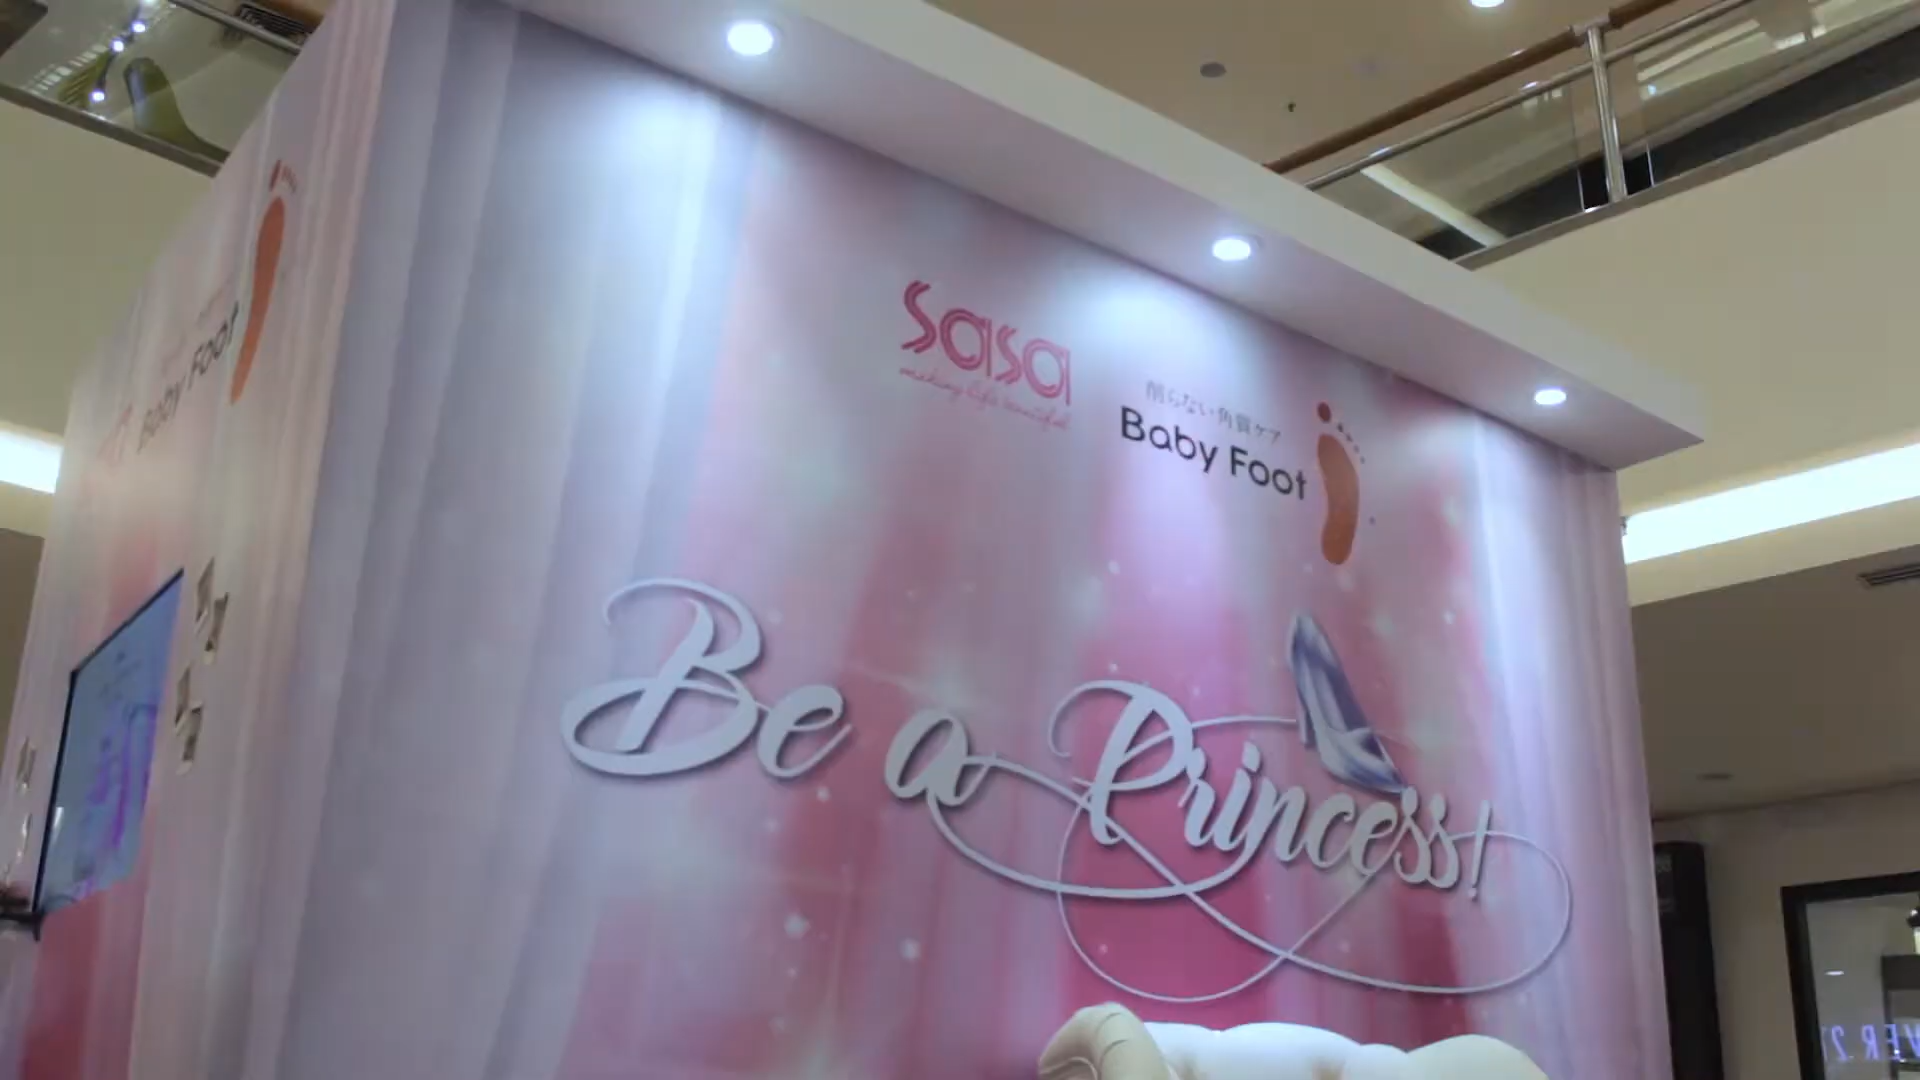 sasa
making life beautiful
削らない角質ケア
Baby Foot
Be a Princess!
Baby Foot